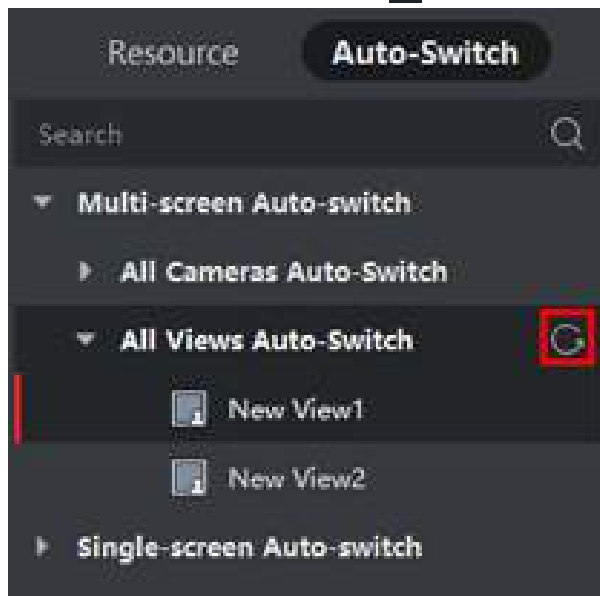 Resource Auto-Switch
Search
Multi-screen Auto-switch
All Cameras Auto-Switch
All Views Auto-Switch
New View1
New View2
Single-screen Auto-switch